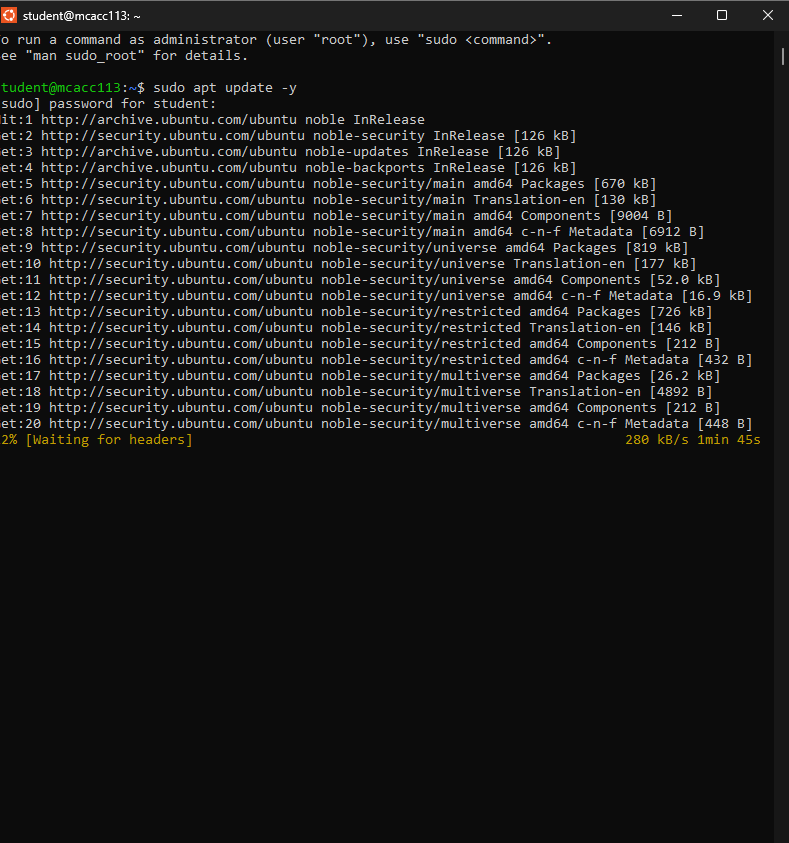 student@mcacc113: ~
o run a command as administrator (user "root"), use "sudo <command>".
ee "man sudo_root" for details.
tudent@mcacc113:~$ sudo apt update -y
sudo] password for student:
it:1 http://archive.ubuntu.com/ubuntu noble InRelease
et:2 http://security.ubuntu.com/ubuntu noble-security InRelease [126 kB]
et:3 http://archive.ubuntu.com/ubuntu noble-updates InRelease [126 kB]
et:4 http://archive.ubuntu.com/ubuntu noble-backports InRelease [126 kB]
et:5 http://security.ubuntu.com/ubuntu noble-security/main amd64 Packages [670 kB]
et:6 http://security.ubuntu.com/ubuntu noble-security/main Translation-en [130 kB]
et:7 http://security.ubuntu.com/ubuntu noble-security/main amd64 Components [9004 B]
et:8 http://security.ubuntu.com/ubuntu noble-security/main amd64 c-n-f Metadata [6912 B]
et:9 http://security.ubuntu.com/ubuntu noble-security/universe amd64 Packages [819 kB]
et:10 http://security.ubuntu.com/ubuntu noble-security/universe Translation-en [177 kB]
et:11 http://security.ubuntu.com/ubuntu noble-security/universe amd64 Components [52.0 kB]
et:12 http://security.ubuntu.com/ubuntu noble-security/universe amd64 c-n-f Metadata [16.9 kB]
et:13 http://security.ubuntu.com/ubuntu noble-security/restricted amd64 Packages [726 kB]
et:14 http://security.ubuntu.com/ubuntu noble-security/restricted Translation-en [146 kB]
et:15 http://security.ubuntu.com/ubuntu noble-security/restricted amd64 Components [212 B]
et:16 http://security.ubuntu.com/ubuntu noble-security/restricted amd64 c-n-f Metadata [432 B]
et:17 http://security.ubuntu.com/ubuntu noble-security/multiverse amd64 Packages [26.2 kB]
et:18 http://security.ubuntu.com/ubuntu noble-security/multiverse Translation-en [4892 B]
et:19 http://security.ubuntu.com/ubuntu noble-security/multiverse amd64 Components [212 B]
et:20 http://security.ubuntu.com/ubuntu noble-security/multiverse amd64 c-n-f Metadata [448 B]
2% [Waiting for headers] 280 kB/s 1min 45s